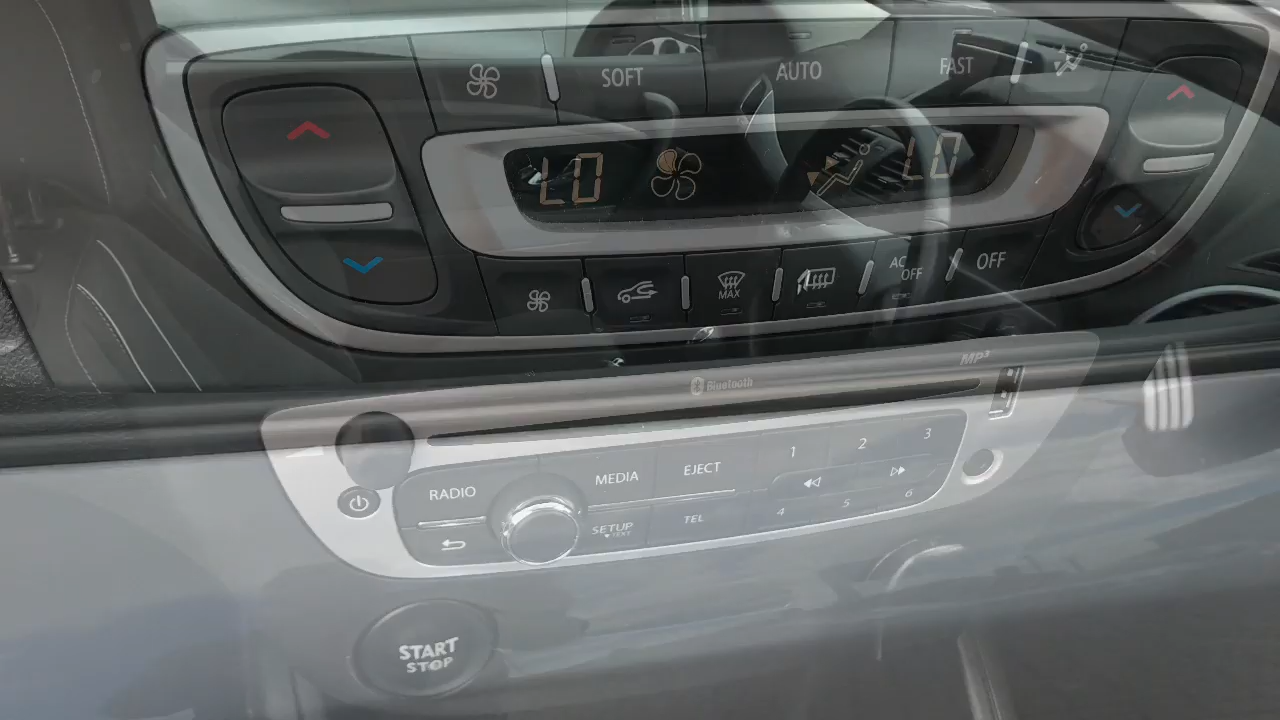 SOFT AUTO FAST
LO LO
MAX AC OFF OFF
Bluetooth MP3
RADIO MEDIA EJECT 1 2 3
SETUP TEL 4 5 6
TEXT
START
STOP